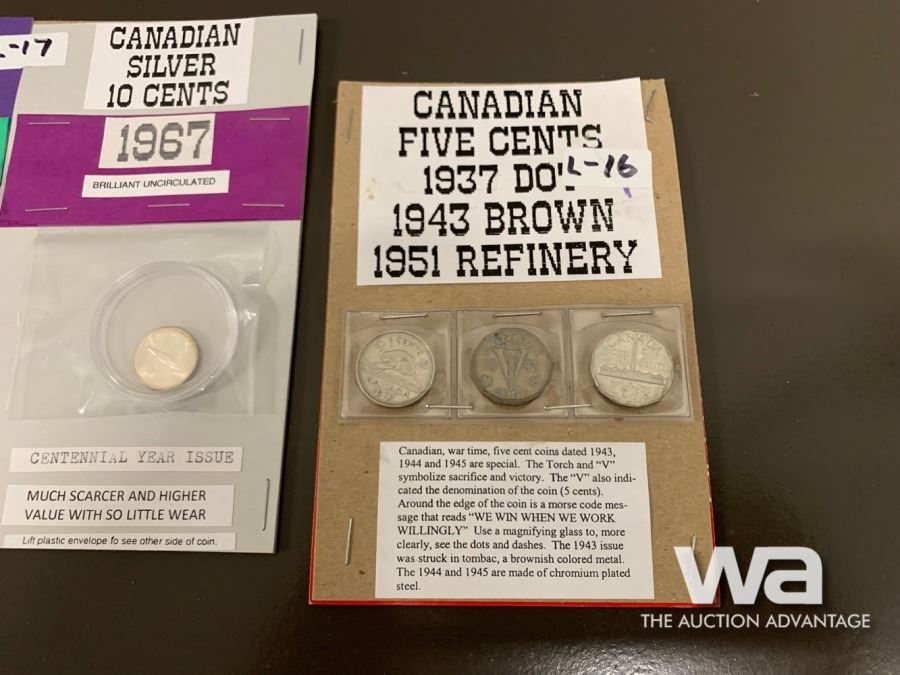 L-17
CANADIAN
SILVER
10 CENTS
1967
BRILLIANT UNCIRCULATED
CENTENNIAL YEAR ISSUE
MUCH SCARCER AND HIGHER
VALUE WITH SO LITTLE WEAR
Lift plastic envelope to see other side of coin.
CANADIAN
FIVE CENTS
L-16
1937 DOT
1943 BROWN
1951 REFINERY
CANADA
Canadian, war time, five cent coins dated 1943,
1944 and 1945 are special. The Torch and “V”
symbolize sacrifice and victory. The “V” also indi-
cated the denomination of the coin (5 cents).
Around the edge of the coin is a morse code mes-
sage that reads “WE WIN WHEN WE WORK
WILLINGLY” Use a magnifying glass to, more
clearly, see the dots and dashes. The 1943 issue
was struck in tombac, a brownish colored metal.
The 1944 and 1945 are made of chromium plated
steel.
wa
THE AUCTION ADVANTAGE